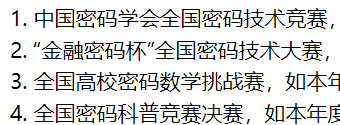 1. 中国密码学会全国密码技术竞赛，
2. “金融密码杯”全国密码技术大赛，
3. 全国高校密码数学挑战赛，如本年
4. 全国密码科普竞赛决赛，如本年度